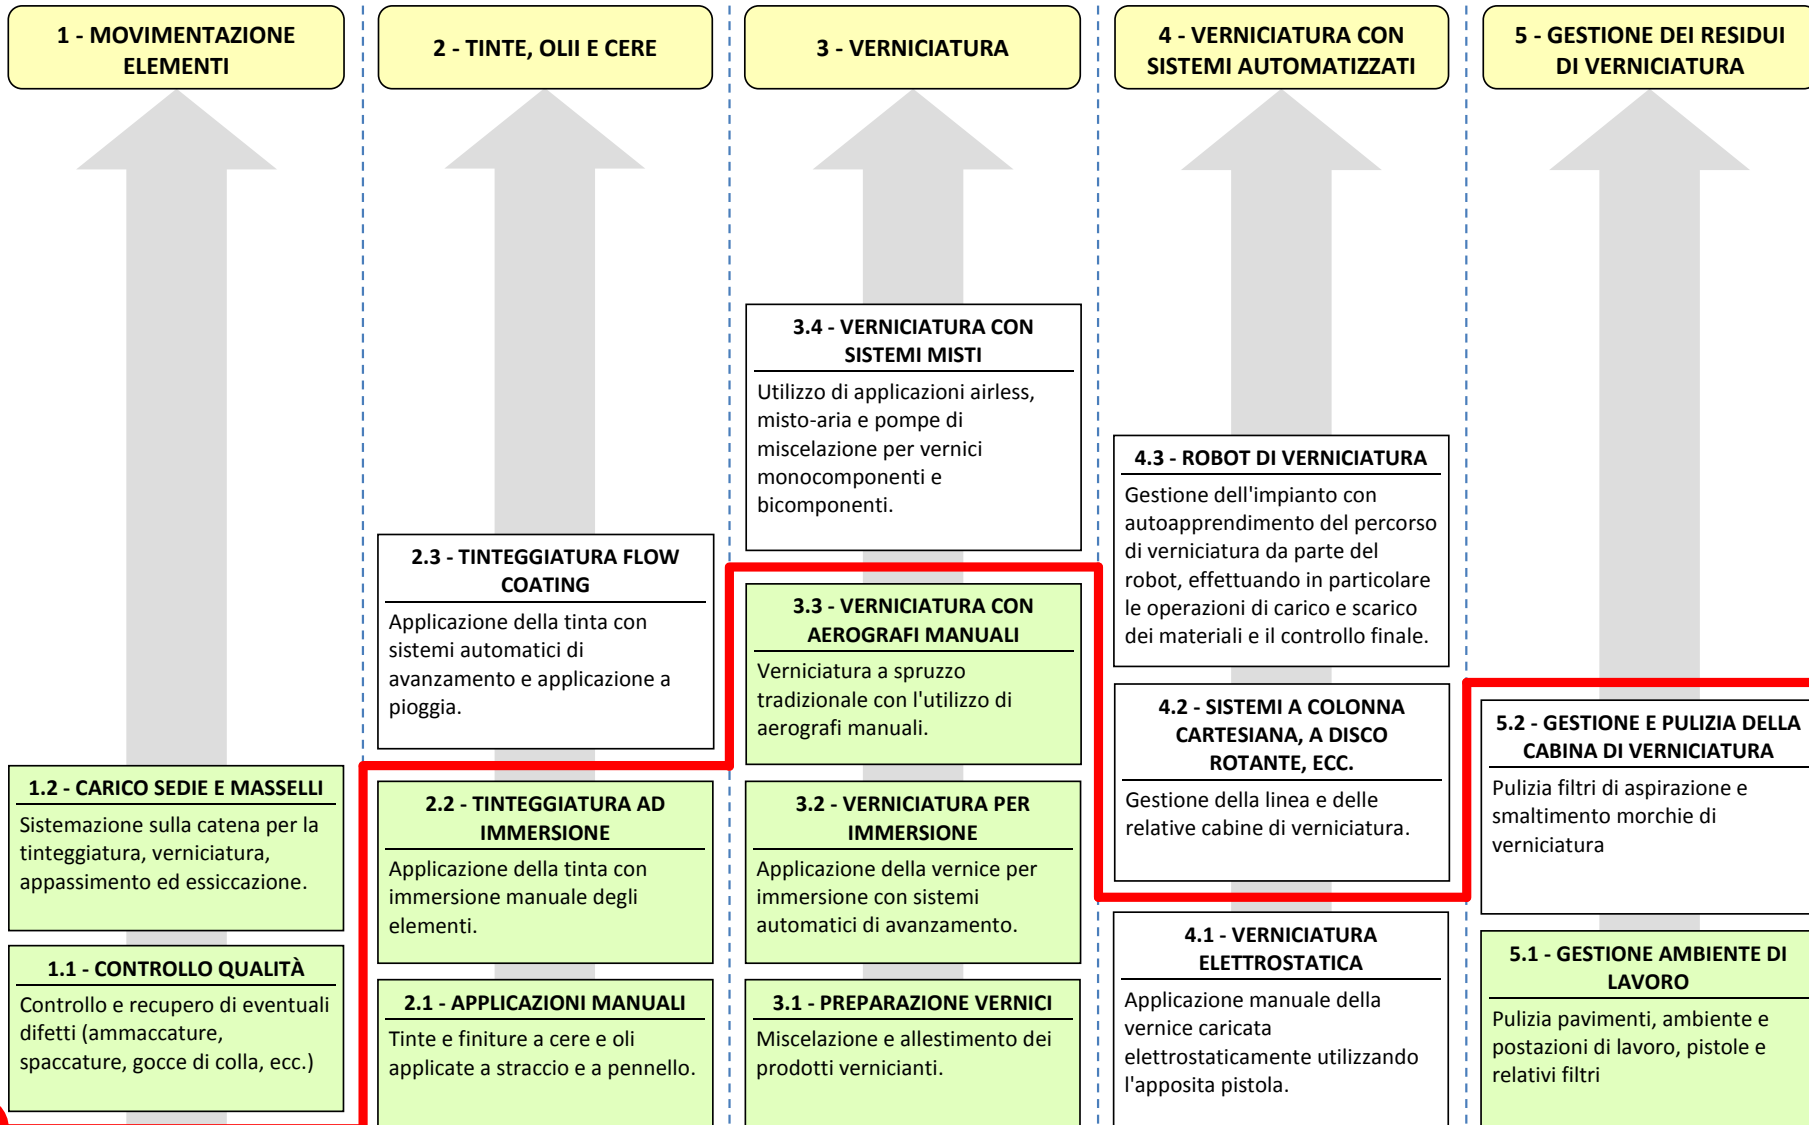 1 - MOVIMENTAZIONE
ELEMENTI
2 - TINTE, OLII E CERE
3 - VERNICIATURA
4 - VERNICIATURA CON
SISTEMI AUTOMATIZZATI
5 - GESTIONE DEI RESIDUI
DI VERNICIATURA
1.2 - CARICO SEDIE E MASSELLI
Sistemazione sulla catena per la
tinteggiatura, verniciatura,
appassimento ed essiccazione.
1.1 - CONTROLLO QUALITÀ
Controllo e recupero di eventuali
difetti (ammaccature,
spaccature, gocce di colla, ecc.)
2.3 - TINTEGGIATURA FLOW
COATING
Applicazione della tinta con
sistemi automatici di
avanzamento e applicazione a
pioggia.
2.2 - TINTEGGIATURA AD
IMMERSIONE
Applicazione della tinta con
immersione manuale degli
elementi.
2.1 - APPLICAZIONI MANUALI
Tinte e finiture a cere e oli
applicate a straccio e a pennello.
3.4 - VERNICIATURA CON
SISTEMI MISTI
Utilizzo di applicazioni airless,
misto-aria e pompe di
miscelazione per vernici
monocomponenti e
bicomponenti.
3.3 - VERNICIATURA CON
AEROGRAFI MANUALI
Verniciatura a spruzzo
tradizionale con l'utilizzo di
aerografi manuali.
3.2 - VERNICIATURA PER
IMMERSIONE
Applicazione della vernice per
immersione con sistemi
automatici di avanzamento.
3.1 - PREPARAZIONE VERNICI
Miscelazione e allestimento dei
prodotti vernicianti.
4.3 - ROBOT DI VERNICIATURA
Gestione dell'impianto con
autoapprendimento del percorso
di verniciatura da parte del
robot, effettuando in particolare
le operazioni di carico e scarico
dei materiali e il controllo finale.
4.2 - SISTEMI A COLONNA
CARTESIANA, A DISCO
ROTANTE, ECC.
Gestione della linea e delle
relative cabine di verniciatura.
4.1 - VERNICIATURA
ELETTROSTATICA
Applicazione manuale della
vernice caricata
elettrostaticamente utilizzando
l'apposita pistola.
5.2 - GESTIONE E PULIZIA DELLA
CABINA DI VERNICIATURA
Pulizia filtri di aspirazione e
smaltimento morchie di
verniciatura
5.1 - GESTIONE AMBIENTE DI
LAVORO
Pulizia pavimenti, ambiente e
postazioni di lavoro, pistole e
relativi filtri